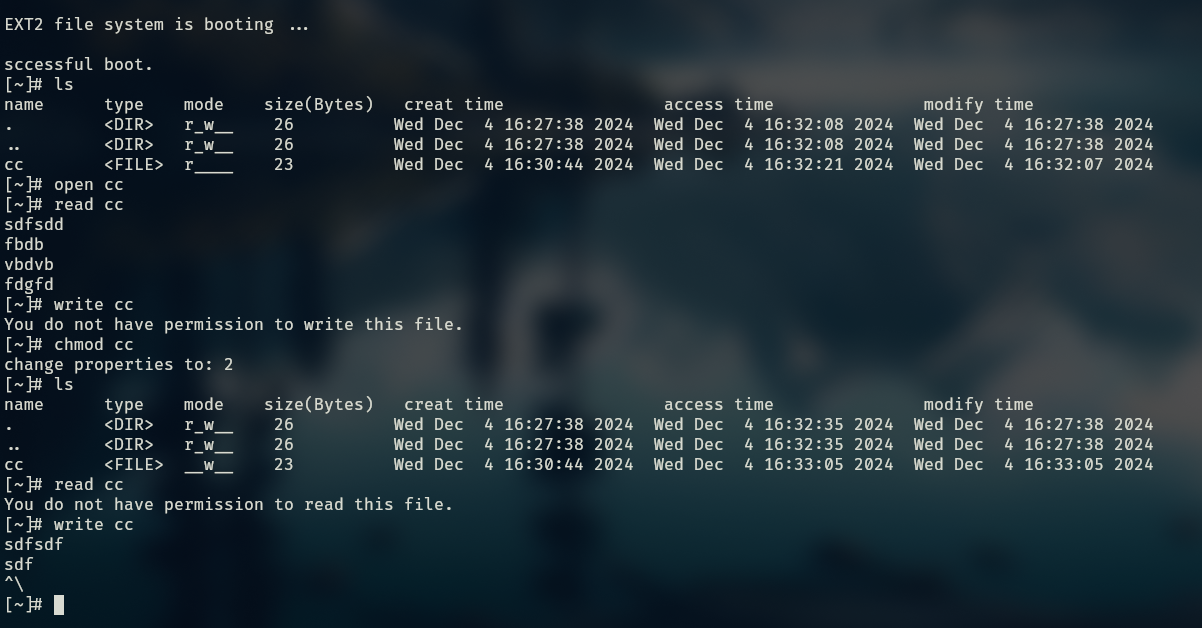 EXT2 file system is booting ...
sccessful boot.
[~]# ls
name      type    mode    size(Bytes)   creat time                access time               modify time
.         <DIR>   r_w__    26          Wed Dec  4 16:27:38 2024  Wed Dec  4 16:32:08 2024  Wed Dec  4 16:27:38 2024
..        <DIR>   r_w__    26          Wed Dec  4 16:27:38 2024  Wed Dec  4 16:32:08 2024  Wed Dec  4 16:27:38 2024
cc        <FILE>  r____    23          Wed Dec  4 16:30:44 2024  Wed Dec  4 16:32:21 2024  Wed Dec  4 16:32:07 2024
[~]# open cc
[~]# read cc
sdfsdd
fbdb
vbdvb
fdgfd
[~]# write cc
You do not have permission to write this file.
[~]# chmod cc
change properties to: 2
[~]# ls
name      type    mode    size(Bytes)   creat time                access time               modify time
.         <DIR>   r_w__    26          Wed Dec  4 16:27:38 2024  Wed Dec  4 16:32:35 2024  Wed Dec  4 16:27:38 2024
..        <DIR>   r_w__    26          Wed Dec  4 16:27:38 2024  Wed Dec  4 16:32:35 2024  Wed Dec  4 16:27:38 2024
cc        <FILE>  __w__    23          Wed Dec  4 16:30:44 2024  Wed Dec  4 16:33:05 2024  Wed Dec  4 16:33:05 2024
[~]# read cc
You do not have permission to read this file.
[~]# write cc
sdfsdf
sdf
^\
[~]#